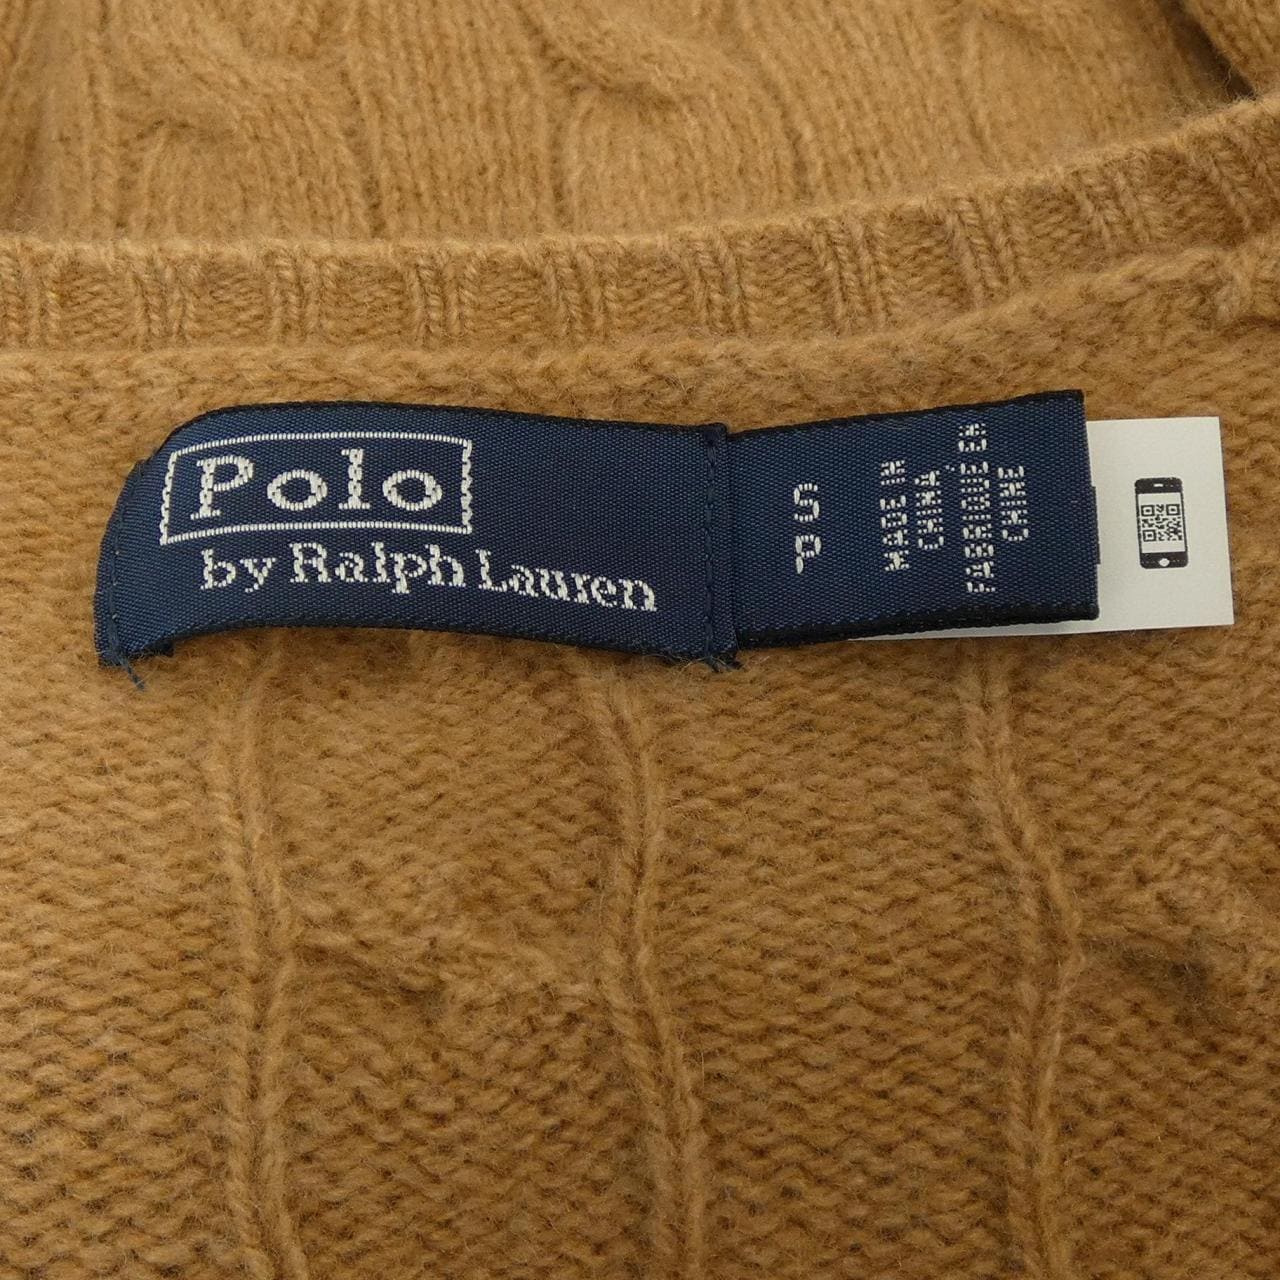 Polo
by Ralph Lauren
S
P
MADE IN
CHINA,
FABRIQUÉ EN
CHINE